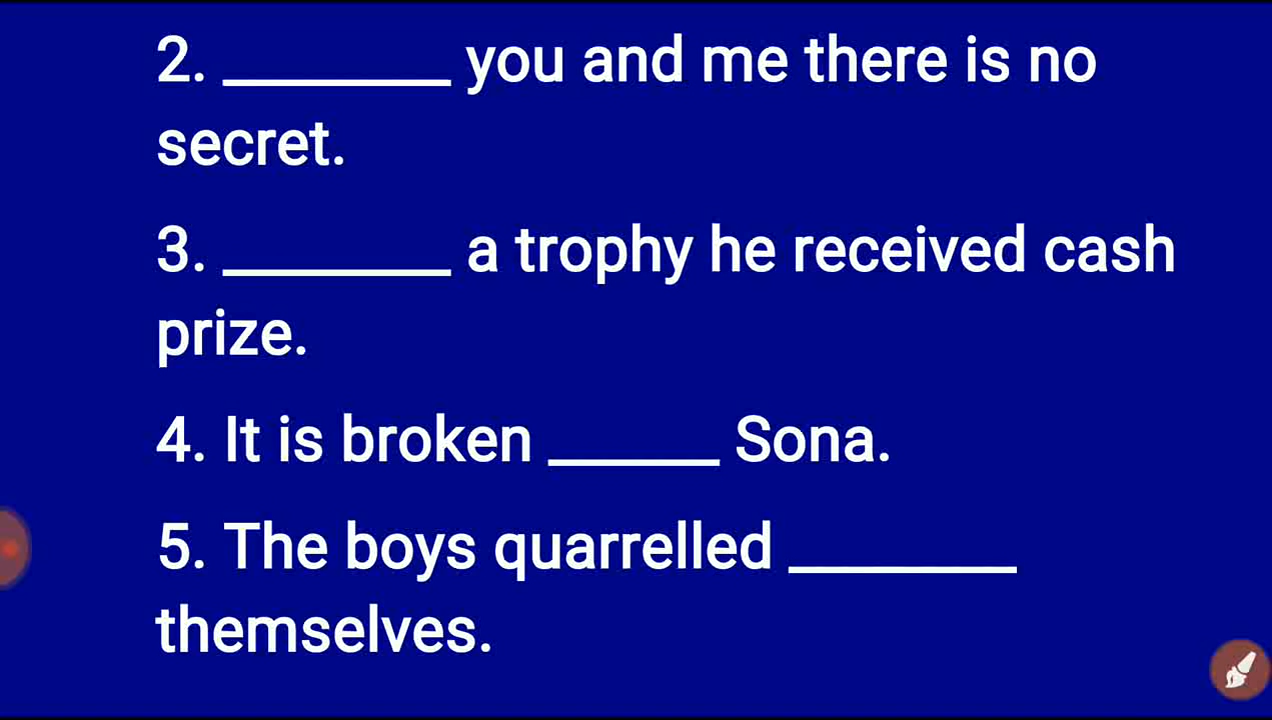 2. ________ you and me there is no
secret.
3. ________ a trophy he received cash
prize.
4. It is broken ______ Sona.
5. The boys quarrelled ________
themselves.